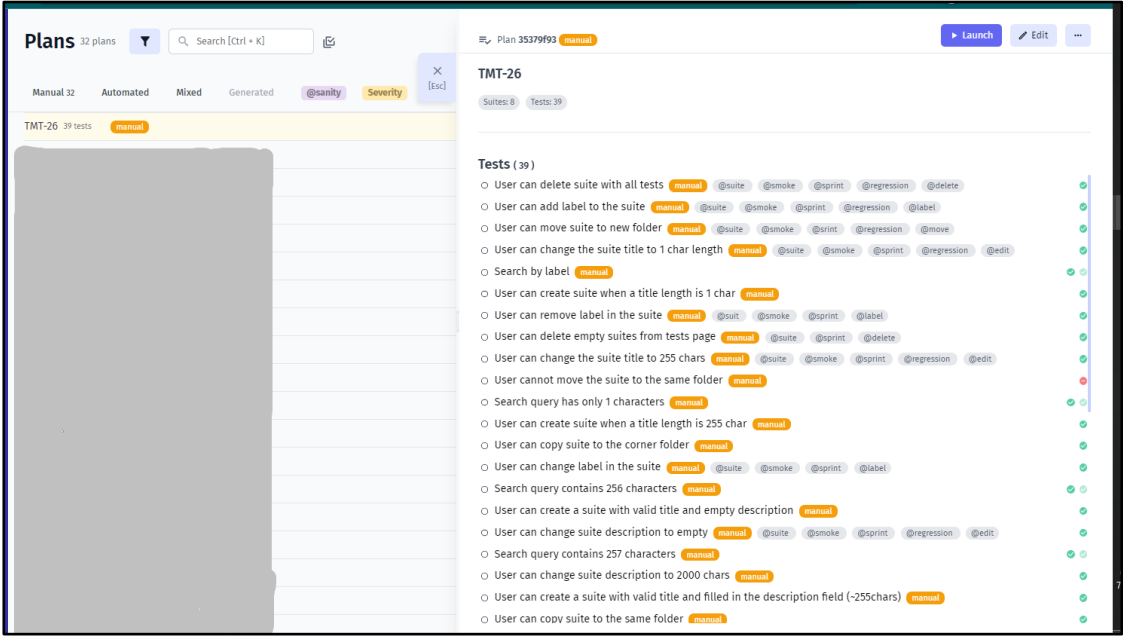 Plans 32 plans Search [Ctrl + K]
Manual 32 Automated Mixed Generated @sanity Severity
[Esc]
TMT-26 39 tests manual
Plan 35379f93 manual Launch Edit ...
TMT-26
Suites: 8 Tests: 39
Tests (39)
User can delete suite with all tests manual @suite @smoke @sprint @regression @delete
User can add label to the suite manual @suite @smoke @sprint @regression @label
User can move suite to new folder manual @suite @smoke @srint @regression @move
User can change the suite title to 1 char length manual @suite @smoke @sprint @regression @edit
Search by label manual
User can create suite when a title length is 1 char manual
User can remove label in the suite manual @suit @smoke @sprint @label
User can delete empty suites from tests page manual @suite @sprint @delete
User can change the suite title to 255 chars manual @suite @smoke @sprint @regression @edit
User cannot move the suite to the same folder manual
Search query has only 1 characters manual
User can create suite when a title length is 255 char manual
User can copy suite to the corner folder manual
User can change label in the suite manual @suite @smoke @sprint @label
Search query contains 256 characters manual
User can create a suite with valid title and empty description manual
User can change suite description to empty manual @suite @smoke @sprint @regression @edit
Search query contains 257 characters manual
User can change suite description to 2000 chars manual
User can create a suite with valid title and filled in the description field (~255chars) manual
User can copy suite to the same folder manual
7